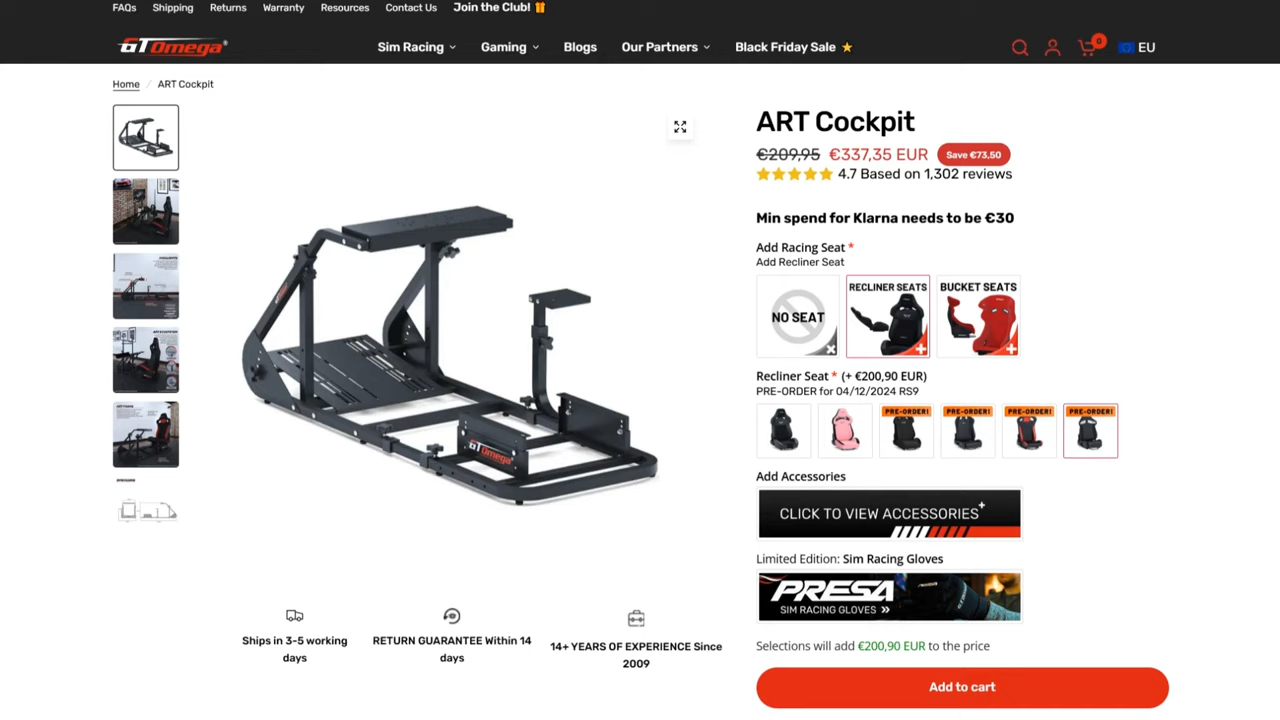 FAQs Shipping Returns Warranty Resources Contact Us Join the Club!
GT Omega Sim Racing Gaming Blogs Our Partners Black Friday Sale 0 EU
Home / ART Cockpit
ART Cockpit
€209,95 €337,35 EUR Save €73,50
4.7 Based on 1,302 reviews
Min spend for Klarna needs to be €30
Add Racing Seat *
Add Recliner Seat
NO SEAT
RECLINER SEATS
BUCKET SEATS
Recliner Seat * (+ €200,90 EUR)
PRE-ORDER for 04/12/2024 RS9
PRE-ORDER! PRE-ORDER! PRE-ORDER! PRE-ORDER!
Add Accessories
CLICK TO VIEW ACCESSORIES+
Limited Edition: Sim Racing Gloves
PRESA
SIM RACING GLOVES »
Selections will add €200,90 EUR to the price
Add to cart
GT Omega
Ships in 3-5 working
days
RETURN GUARANTEE Within 14
days
14+ YEARS OF EXPERIENCE Since
2009